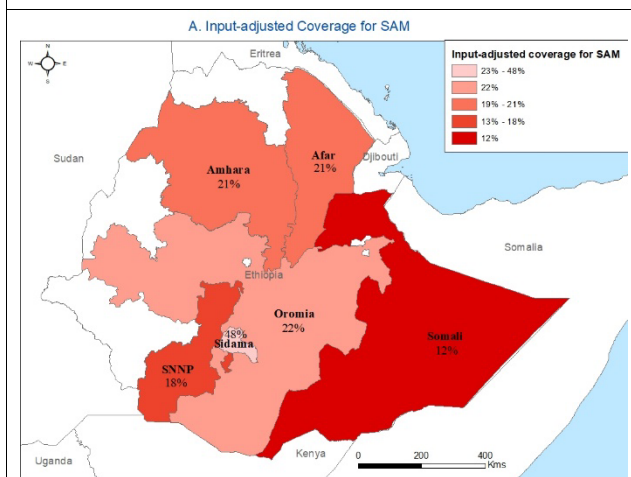 A. Input-adjusted Coverage for SAM
N
W
E
S
Eritrea
Input-adjusted coverage for SAM
23% - 48%
22%
19% - 21%
13% - 18%
12%
Sudan
Amhara
21%
Afar
21%
Djibouti
Somalia
Ethiopia
Oromia
22%
48%
Sidama
Somali
12%
SNNP
18%
Uganda
Kenya
0 200 400
Kms